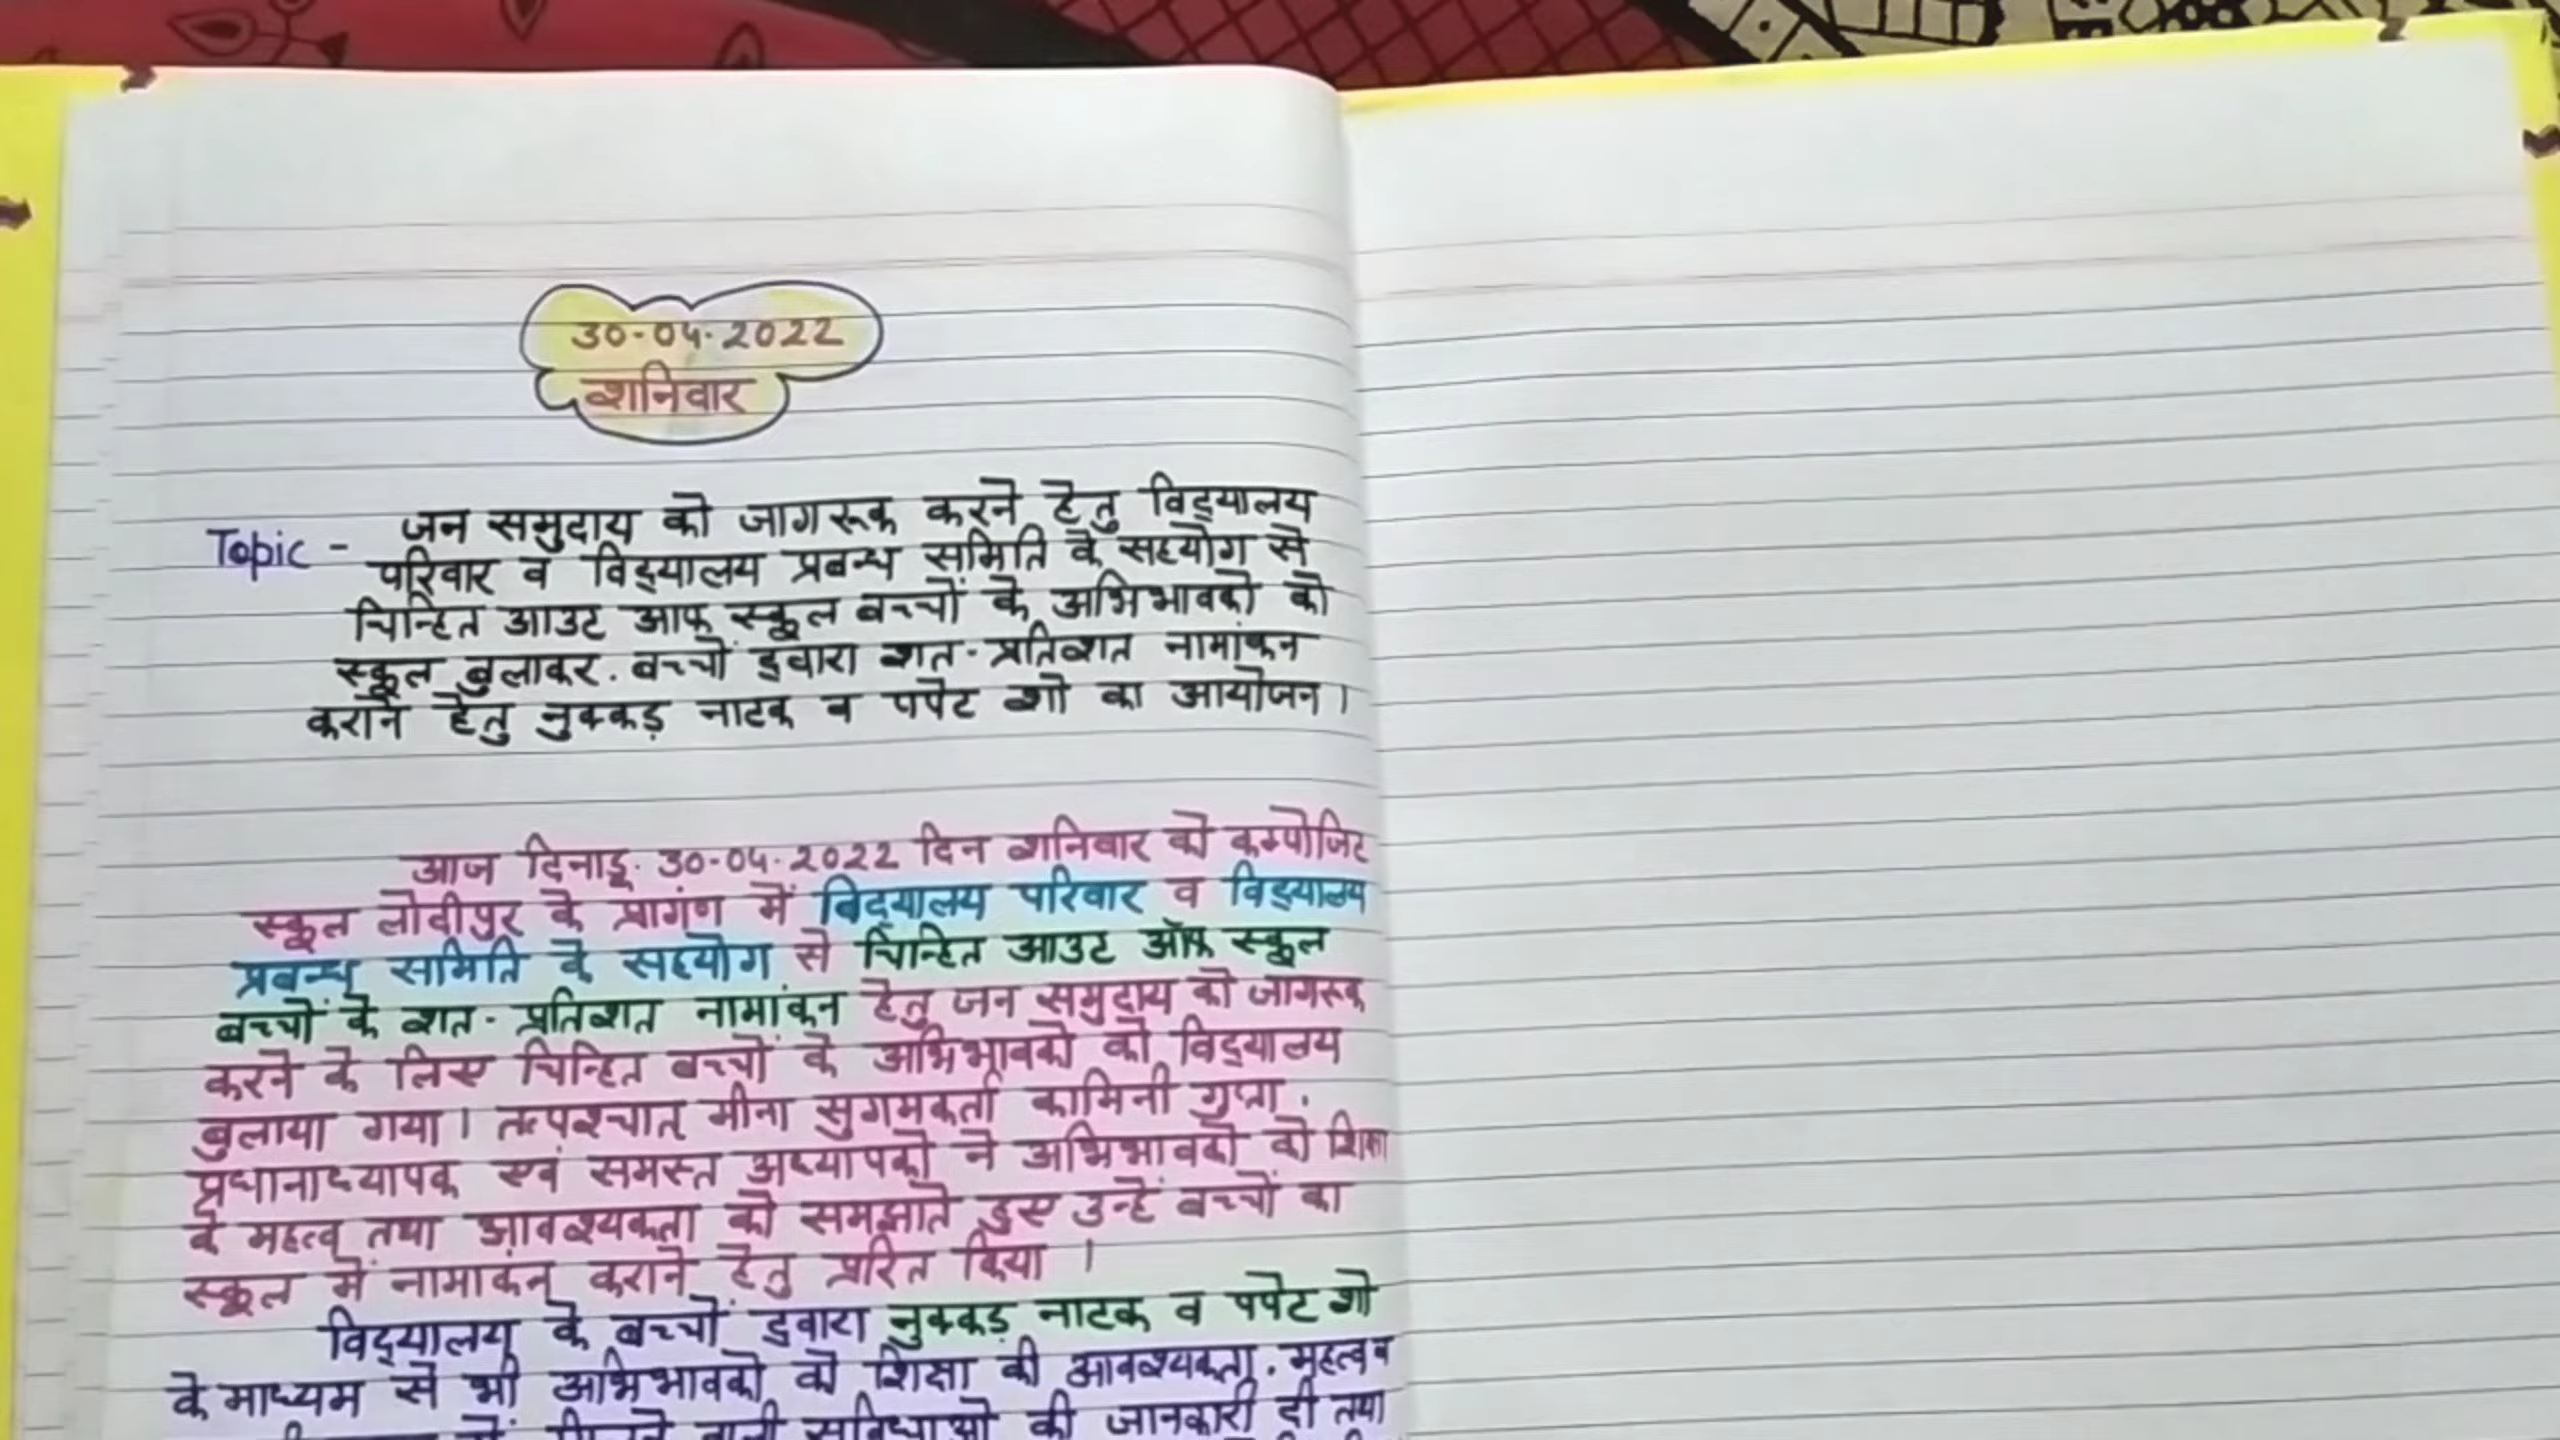 30-04-2022
शनिवार
Topic - जन समुदाय को जागरूक करने हेतु विद्यालय
परिवार व विद्यालय प्रबन्ध समिति के सहयोग से
चिन्हित आउट आफ स्कूल बच्चों के अभिभावकों को
स्कूल बुलाकर. बच्चों द्वारा शत-प्रतिशत नामांकन
कराने हेतु नुक्कड़ नाटक व पपेट शो का आयोजन।
आज दिनाङ्क. 30-04-2022 दिन शनिवार को कम्पोजिट
स्कूल लोदीपुर के प्रागंण में विद्यालय परिवार व विद्यालय
प्रबन्ध समिति के सहयोग से चिन्हित आउट ऑफ स्कूल
बच्चों के शत-प्रतिशत नामांकन हेतु जन समुदाय को जागरूक
करने के लिए चिन्हित बच्चों के अभिभावकों को विद्यालय
बुलाया गया। तत्पश्चात् मीना सुगमकर्ता कामिनी गुप्ता.
प्रधानाध्यापक एवं समस्त अध्यापकों ने अभिभावकों को शिक्षा
के महत्व तथा आवश्यकता को समझाते हुए उन्हें बच्चों का
स्कूल में नामांकन कराने हेतु प्रेरित किया ।
विद्यालय के बच्चों द्वारा नुक्कड़ नाटक व पपेट शो
के माध्यम से भी अभिभावकों को शिक्षा की आवश्यकता. महत्व व
में मिलने वाली सुविधाओं की जानकारी दी तथा